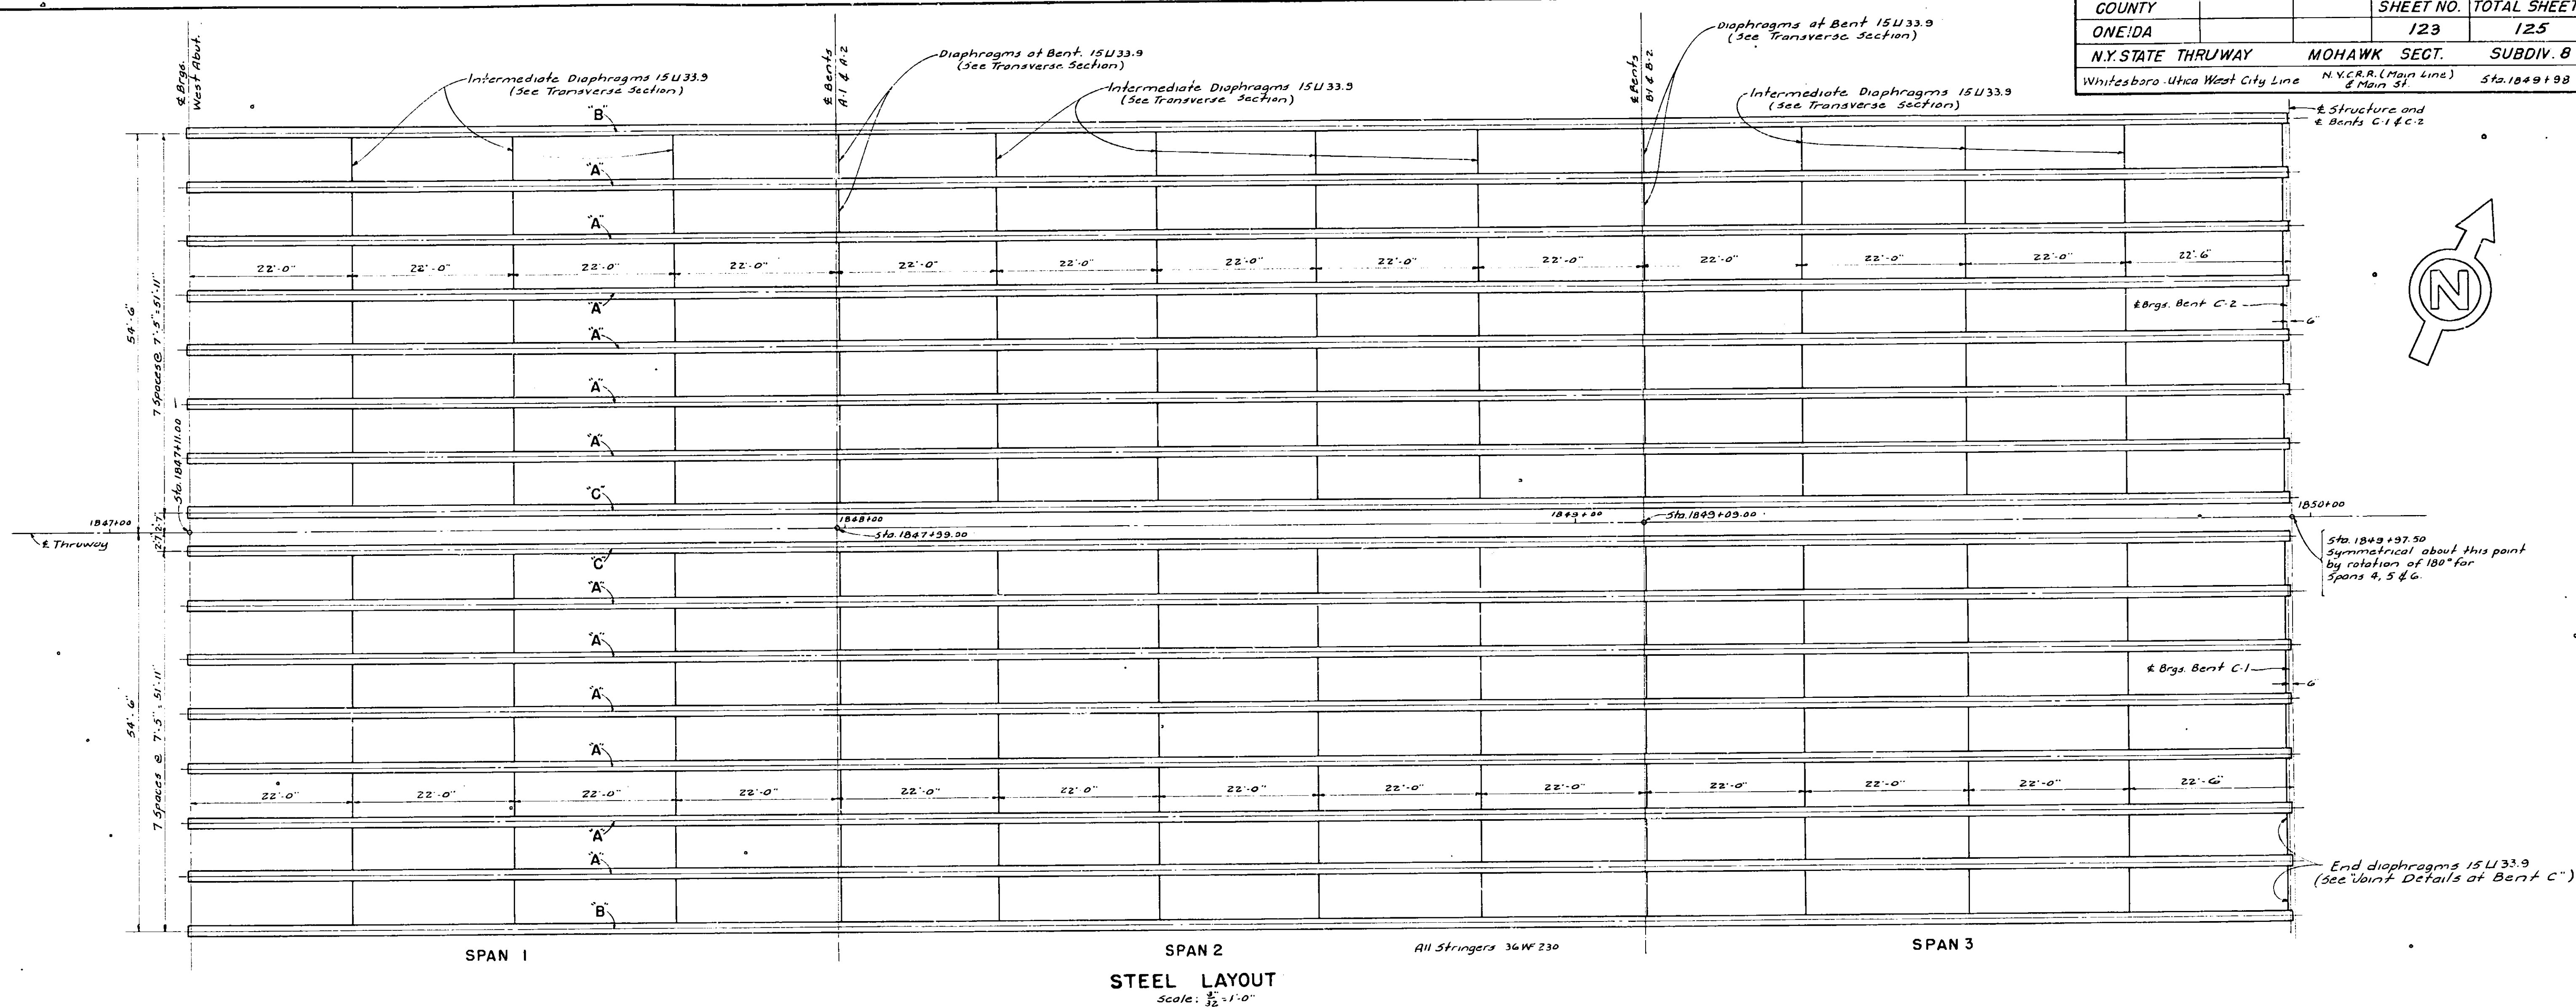 COUNTY SHEET NO. TOTAL SHEET
ONEIDA 123 125
N.Y. STATE THRUWAY MOHAWK SECT. SUBDIV. 8
Whitesboro-Utica West City Line N.Y.C.R.R. (Main Line) & Main St. Sta. 1849+98
℄ Brgs.
West Abut.
Intermediate Diaphragms 15⊔33.9
(See Transverse Section)
℄ Bents
A-1 & A-2
Diaphragms at Bent. 15⊔33.9
(See Transverse Section)
Intermediate Diaphragms 15⊔33.9
(See Transverse Section)
℄ Bents
B-1 & B-2
Diaphragms at Bent 15⊔33.9
(See Transverse Section)
Intermediate Diaphragms 15⊔33.9
(See Transverse Section)
℄ Structure and
℄ Bents C-1 & C-2
"B"
"A"
"A"
22'-0" 22'-0" 22'-0" 22'-0" 22'-0" 22'-0" 22'-0" 22'-0" 22'-0" 22'-0" 22'-0" 22'-0" 22'-6"
"A"
℄ Brgs. Bent C-2
6"
N
54'-6"
7 Spaces @ 7'-5" = 51'-11"
"A"
"A"
"A"
"C"
Sta. 1847+11.00
2'-7"
2'-7"
1847+00
℄ Thruway
1848+00
Sta. 1847+99.00
1849+00
Sta. 1849+09.00
1850+00
Sta. 1849+97.50
Symmetrical about this point
by rotation of 180° for
Spans 4, 5 & 6.
"C"
"A"
"A"
℄ Brgs. Bent C-1
6"
"A"
"A"
54'-6"
7 Spaces @ 7'-5" = 51'-11"
22'-0" 22'-0" 22'-0" 22'-0" 22'-0" 22'-0" 22'-0" 22'-0" 22'-0" 22'-0" 22'-0" 22'-0" 22'-6"
"A"
"A"
"B"
End diaphragms 15⊔33.9
(See "Joint Details at Bent C")
SPAN 1 SPAN 2 All Stringers 36WF230 SPAN 3
STEEL LAYOUT
Scale: 3/32" = 1'-0"